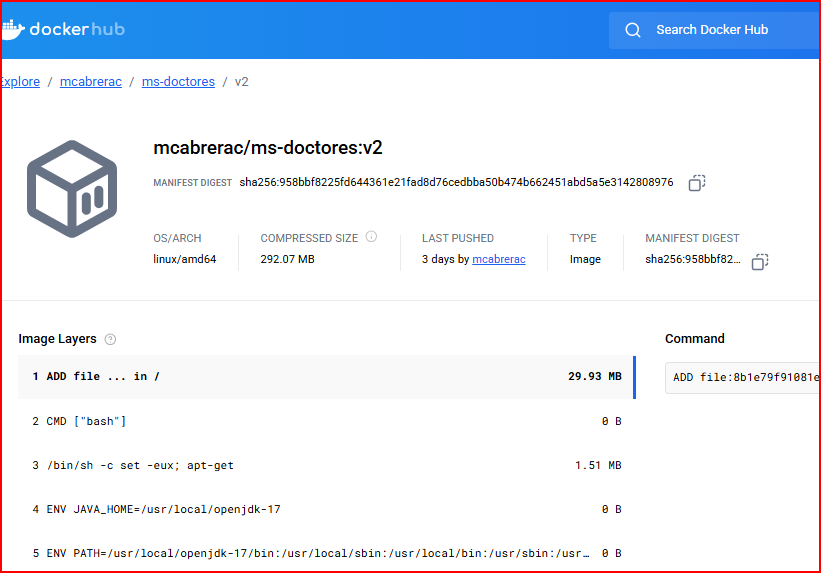 dockerhub
Search Docker Hub
Explore / mcabrerac / ms-doctores / v2
mcabrerac/ms-doctores:v2
MANIFEST DIGEST sha256:958bbf8225fd644361e21fad8d76cedbba50b474b662451abd5a5e3142808976
OS/ARCH COMPRESSED SIZE LAST PUSHED TYPE MANIFEST DIGEST
linux/amd64 292.07 MB 3 days by mcabrerac Image sha256:958bbf82...
Image Layers Command
1 ADD file ... in / 29.93 MB
ADD file:8b1e79f91081e
2 CMD ["bash"] 0 B
3 /bin/sh -c set -eux; apt-get 1.51 MB
4 ENV JAVA_HOME=/usr/local/openjdk-17 0 B
5 ENV PATH=/usr/local/openjdk-17/bin:/usr/local/sbin:/usr/local/bin:/usr/sbin:/usr... 0 B